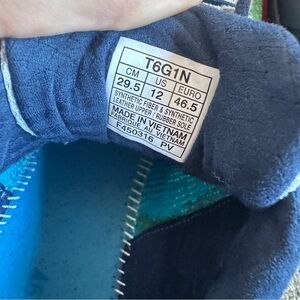 T6G1N
CM US EURO
29.5 12 46.5
SYNTHETIC FIBER & SYNTHETIC
LEATHER UPPER / RUBBER SOLE
MADE IN VIETNAM
FABRIQUE AU VIETNAM
F450316 PV